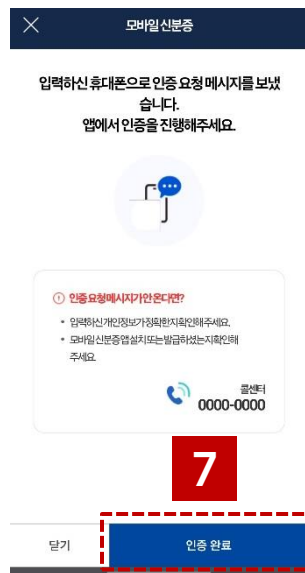 모바일 신분증
입력하신 휴대폰으로 인증 요청 메시지를 보냈
습니다.
앱에서 인증을 진행해주세요.
인증 요청 메시지가 안 온다면?
• 입력하신 개인정보가 정확한지 확인해 주세요.
• 모바일 신분증 앱 설치 또는 발급하셨는지 확인해
주세요.
콜센터
0000-0000
7
닫기
인증 완료